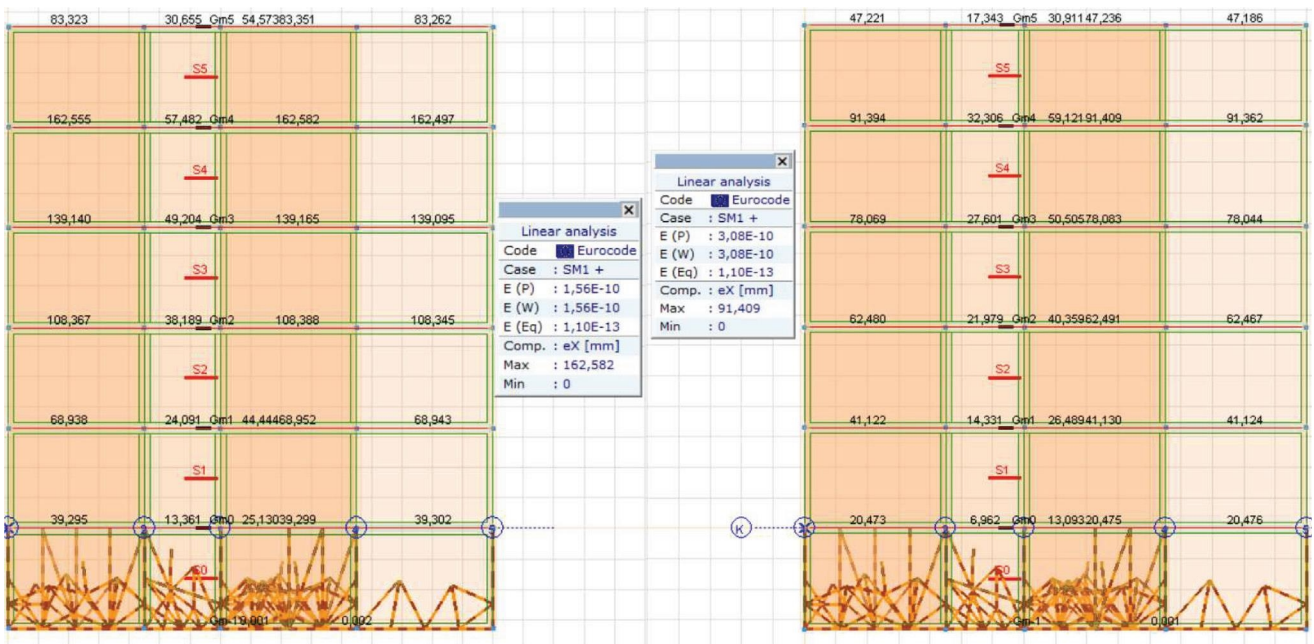 83,323 30,655 Gm5 54,57383,351 83,262
S5
162,555 57,482 Gm4 162,582 162,497
S4
139,140 49,204 Gm3 139,165 139,095
S3
108,367 38,189 Gm2 108,388 108,345
S2
68,938 24,091 Gm1 44,44468,952 68,943
S1
39,295 13,361 Gm0 25,13039,299 39,302
S0
Linear analysis
Code Eurocode
Case : SM1 +
E (P) : 1,56E-10
E (W) : 1,56E-10
E (Eq) : 1,10E-13
Comp. : eX [mm]
Max : 162,582
Min : 0
Linear analysis
Code Eurocode
Case : SM1 +
E (P) : 3,08E-10
E (W) : 3,08E-10
E (Eq) : 1,10E-13
Comp. : eX [mm]
Max : 91,409
Min : 0
47,221 17,343 Gm5 30,91147,236 47,186
S5
91,394 32,306 Gm4 59,12191,409 91,362
S4
78,069 27,601 Gm3 50,50578,083 78,044
S3
62,480 21,979 Gm2 40,35962,491 62,467
S2
41,122 14,331 Gm1 26,48941,130 41,124
S1
K 20,473 6,962 Gm0 13,09320,475 20,476
S0
Gm-1